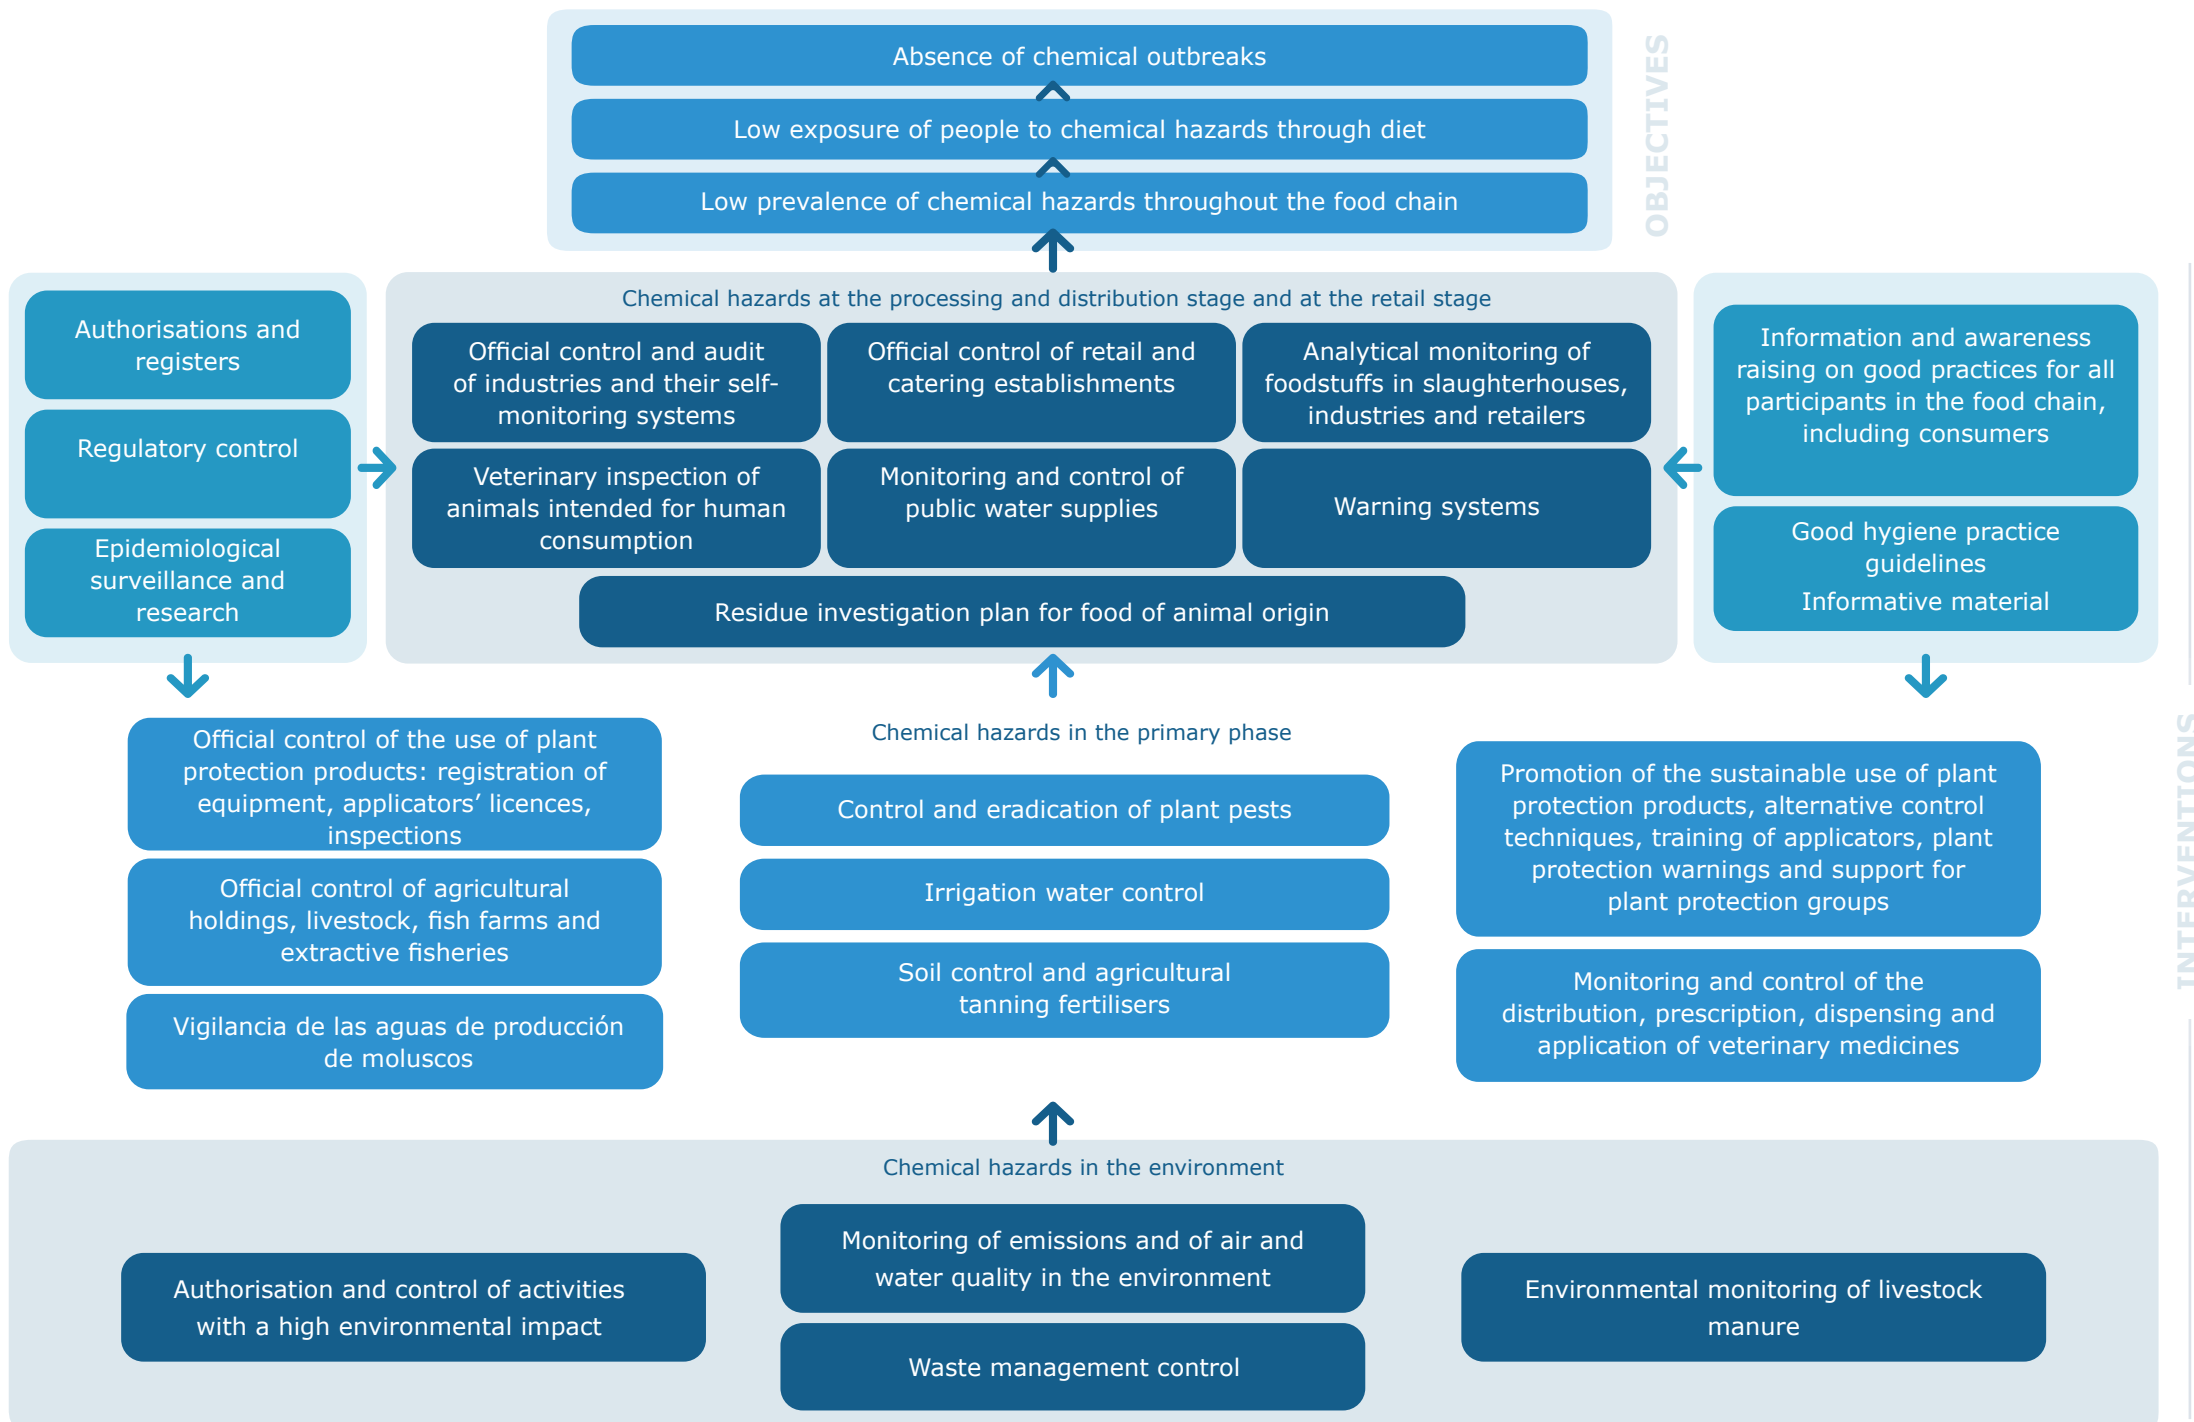 Absence of chemical outbreaks
Low exposure of people to chemical hazards through diet
Low prevalence of chemical hazards throughout the food chain
OBJECTIVES
Authorisations and
registers
Regulatory control
Epidemiological
surveillance and
research
Chemical hazards at the processing and distribution stage and at the retail stage
Official control and audit
of industries and their self-
monitoring systems
Official control of retail and
catering establishments
Analytical monitoring of
foodstuffs in slaughterhouses,
industries and retailers
Veterinary inspection of
animals intended for human
consumption
Monitoring and control of
public water supplies
Warning systems
Residue investigation plan for food of animal origin
Information and awareness
raising on good practices for all
participants in the food chain,
including consumers
Good hygiene practice
guidelines
Informative material
INTERVENTIONS
Official control of the use of plant
protection products: registration of
equipment, applicators’ licences,
inspections
Official control of agricultural
holdings, livestock, fish farms and
extractive fisheries
Vigilancia de las aguas de producción
de moluscos
Chemical hazards in the primary phase
Control and eradication of plant pests
Irrigation water control
Soil control and agricultural
tanning fertilisers
Promotion of the sustainable use of plant
protection products, alternative control
techniques, training of applicators, plant
protection warnings and support for
plant protection groups
Monitoring and control of the
distribution, prescription, dispensing and
application of veterinary medicines
Chemical hazards in the environment
Authorisation and control of activities
with a high environmental impact
Monitoring of emissions and of air and
water quality in the environment
Waste management control
Environmental monitoring of livestock
manure